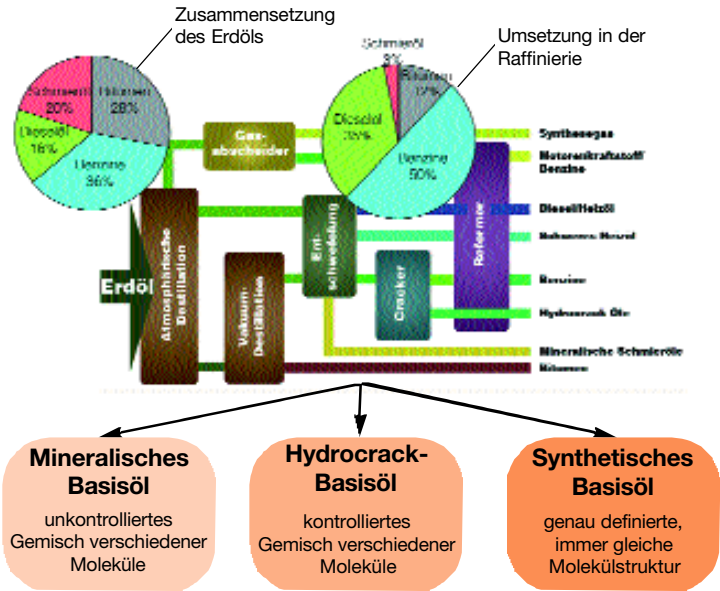 Zusammensetzung
des Erdöls
Umsetzung in der
Raffinierie
Schmieröl
20%
Bitumen
28%
Dieselöl
16%
Benzine
36%
Schmieröl
3%
Bitumen
12%
Dieselöl
35%
Benzine
50%
Gas-
abscheider
Synthesegas
Motorenkraftstoff/
Benzine
Diesel/Heizöl
Benzine
Hydrocrack Öle
Mineralische Schmieröle
Bitumen
Erdöl
Atmosphärische
Destillation
Vakuum-
Destillation
Ent-
schwefelung
Cracker
Reformer
Mineralisches
Basisöl
unkontrolliertes
Gemisch verschiedener
Moleküle
Hydrocrack-
Basisöl
kontrolliertes
Gemisch verschiedener
Moleküle
Synthetisches
Basisöl
genau definierte,
immer gleiche
Molekülstruktur